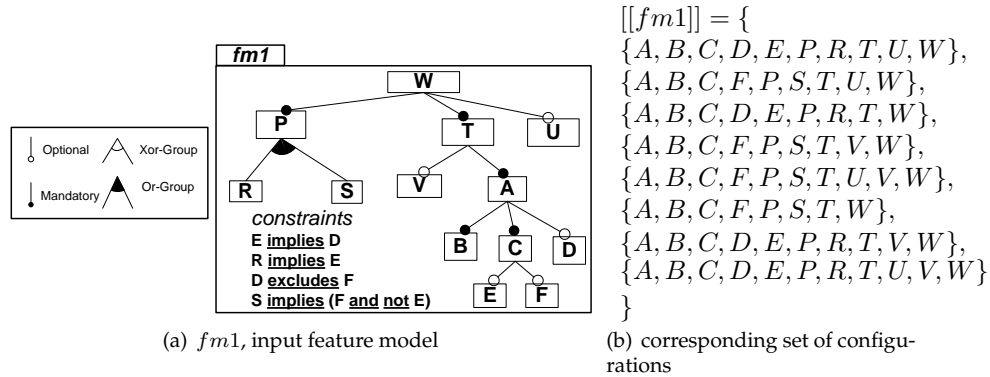 fm1
W
P
T
U
R
S
V
A
B
C
D
E
F
Optional
Xor-Group
Mandatory
Or-Group
constraints
E implies D
R implies E
D excludes F
S implies (F and not E)
(a) fm1, input feature model
[[fm1]] = {
{A, B, C, D, E, P, R, T, U, W},
{A, B, C, F, P, S, T, U, W},
{A, B, C, D, E, P, R, T, W},
{A, B, C, F, P, S, T, V, W},
{A, B, C, F, P, S, T, U, V, W},
{A, B, C, F, P, S, T, W},
{A, B, C, D, E, P, R, T, V, W},
{A, B, C, D, E, P, R, T, U, V, W}
}
(b) corresponding set of configu-
rations